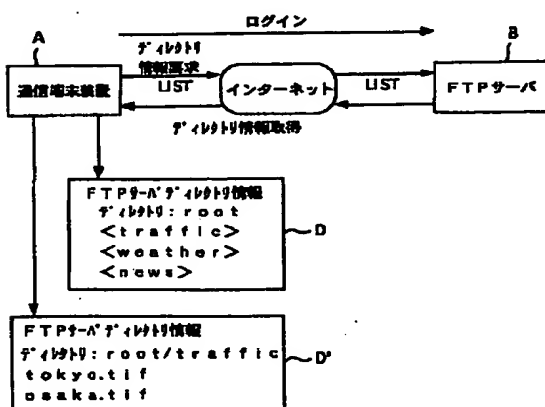 ログイン
A
ディレクトリ
情報要求
B
通信端末装置
LIST
インターネット
LIST
FTPサーバ
ディレクトリ情報取得
FTPサーバディレクトリ情報
ディレクトリ:root
<traffic>
<weather>
<news>
D
FTPサーバディレクトリ情報
ディレクトリ:root/traffic
tokyo.tif
osaka.tif
D'